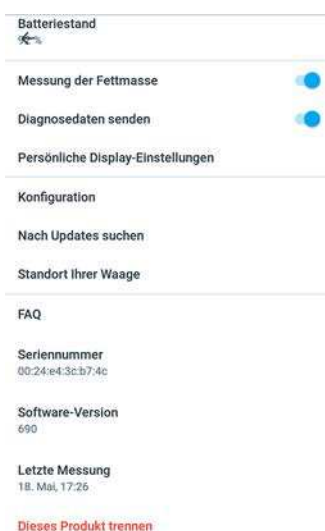 Batteriestand
Messung der Fettmasse
Diagnosedaten senden
Persönliche Display-Einstellungen
Konfiguration
Nach Updates suchen
Standort Ihrer Waage
FAQ
Seriennummer
00:24:e4:3c:b7:4c
Software-Version
690
Letzte Messung
18. Mai, 17:26
Dieses Produkt trennen